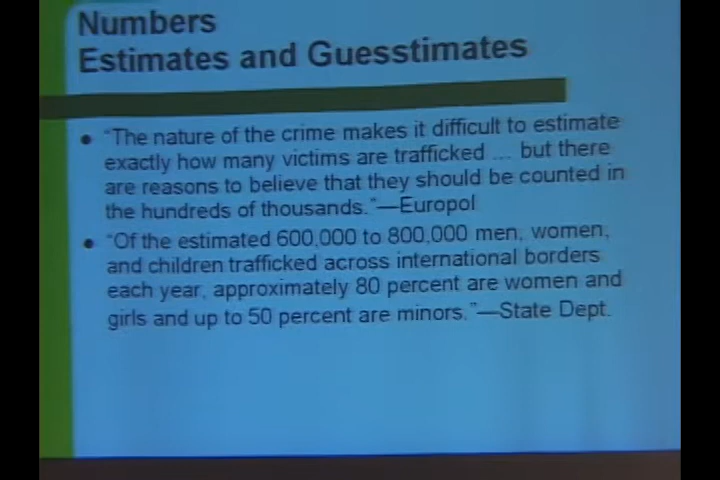 Numbers
Estimates and Guesstimates
• "The nature of the crime makes it difficult to estimate
exactly how many victims are trafficked ... but there
are reasons to believe that they should be counted in
the hundreds of thousands."—Europol
• "Of the estimated 600,000 to 800,000 men, women,
and children trafficked across international borders
each year, approximately 80 percent are women and
girls and up to 50 percent are minors."—State Dept.